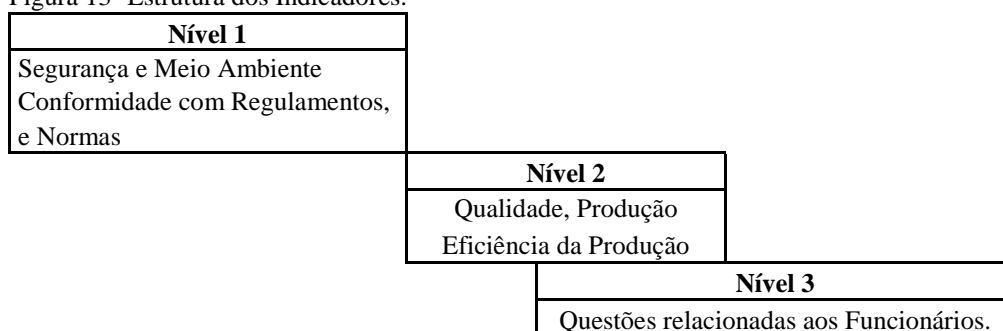 Figura 13- Estrutura dos Indicadores.
Nível 1
Segurança e Meio Ambiente
Conformidade com Regulamentos,
e Normas
Nível 2
Qualidade, Produção
Eficiência da Produção
Nível 3
Questões relacionadas aos Funcionários.